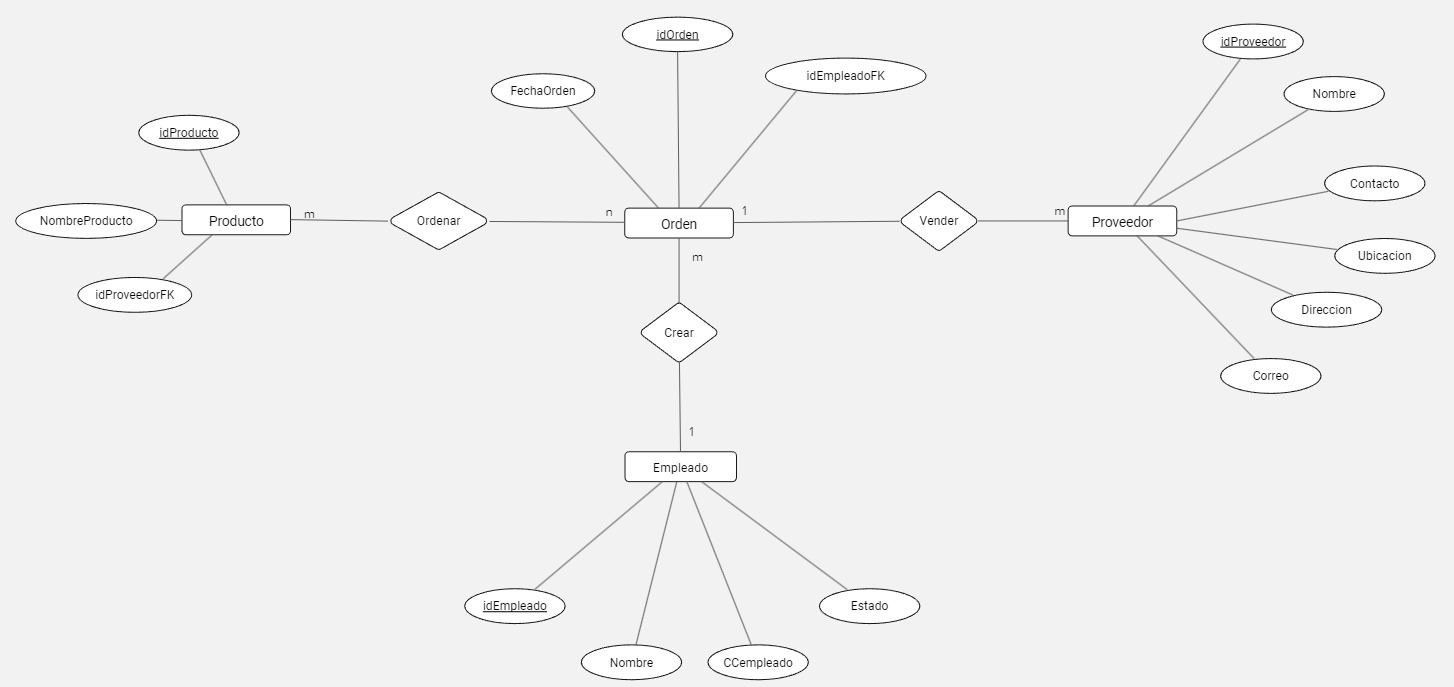 idOrden
idProveedor
idEmpleadoFK
FechaOrden
Nombre
idProducto
Contacto
NombreProducto
Producto
m
Ordenar
n
Orden
1
Vender
m
Proveedor
m
Ubicacion
idProveedorFK
Direccion
Crear
Correo
1
Empleado
idEmpleado
Estado
Nombre
CCempleado